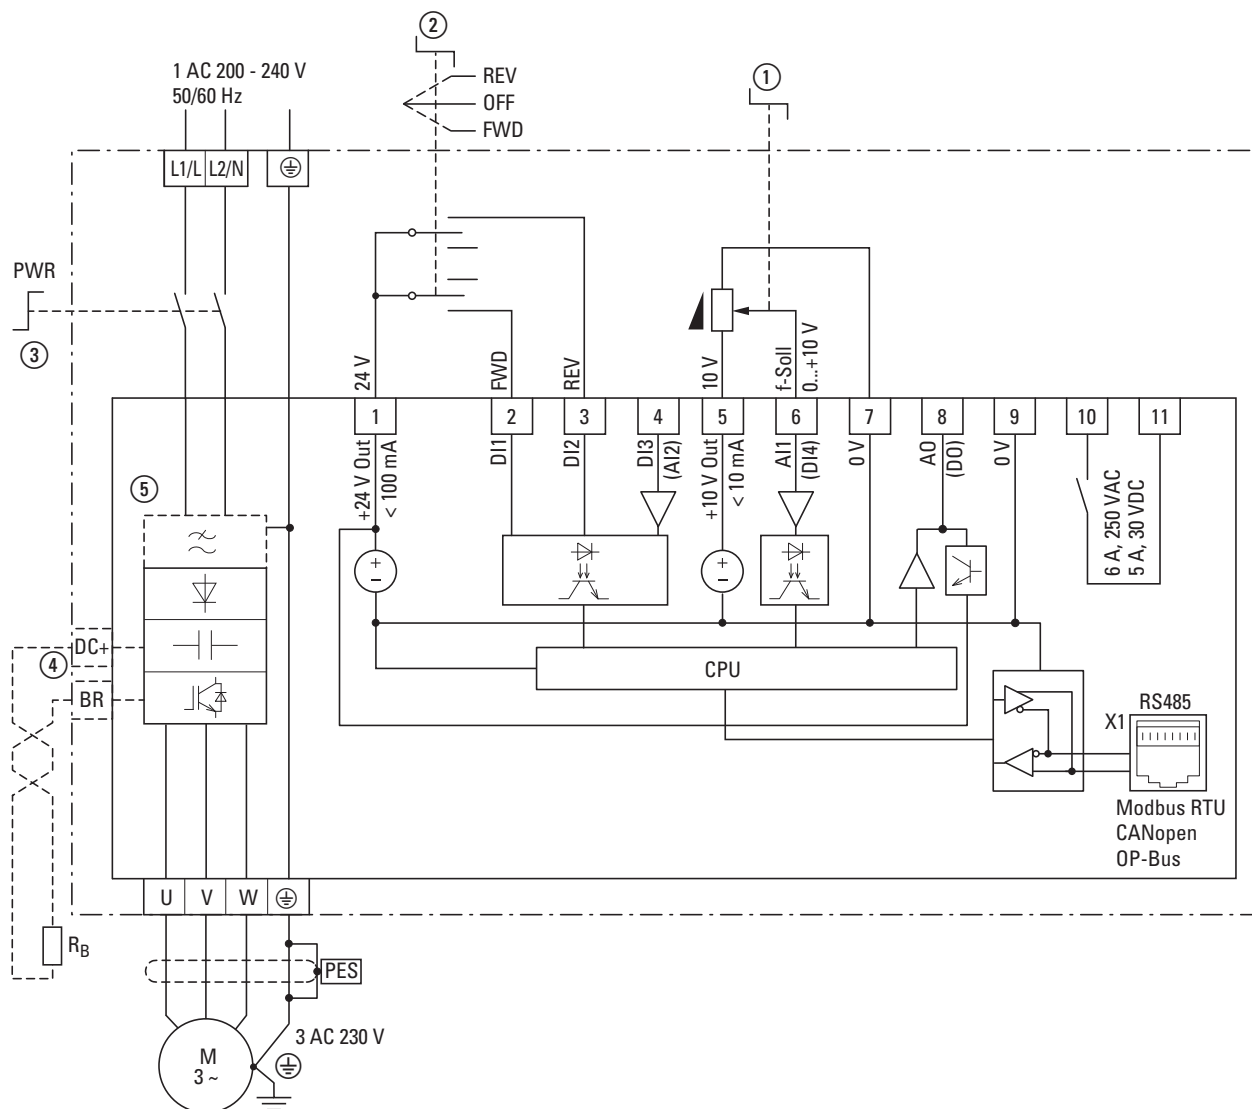 ②
①
1 AC 200 - 240 V
50/60 Hz
REV
OFF
FWD
L1/L
L2/N
PWR
③
24 V
FWD
REV
10 V
f-Soll
0...+10 V
1
2
3
4
5
6
7
8
9
10
11
+24 V Out
< 100 mA
DI1
DI2
DI3
(AI2)
+10 V Out
< 10 mA
AI1
(DI4)
0 V
AO
(DO)
0 V
6 A, 250 VAC
5 A, 30 VDC
⑤
+
−
+
−
④
DC+
BR
CPU
RS485
X1
Modbus RTU
CANopen
OP-Bus
U
V
W
RB
PES
3 AC 230 V
M
3 ~